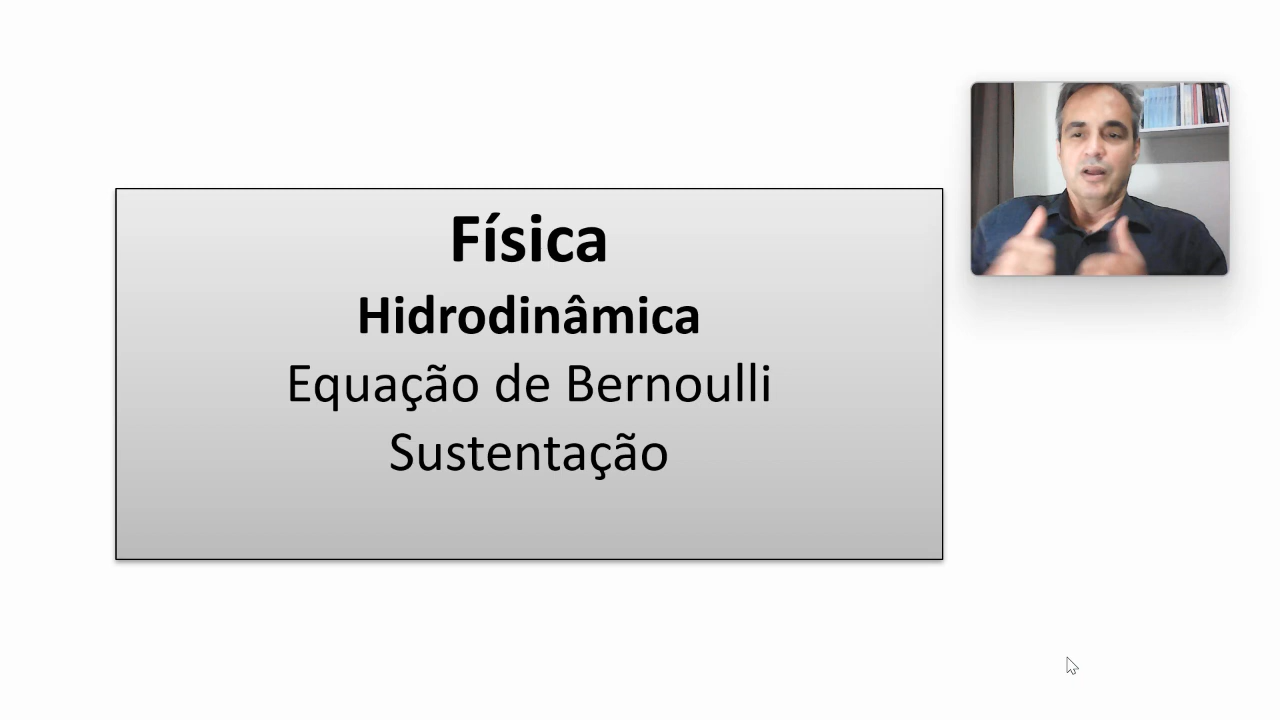 Física
Hidrodinâmica
Equação de Bernoulli
Sustentação